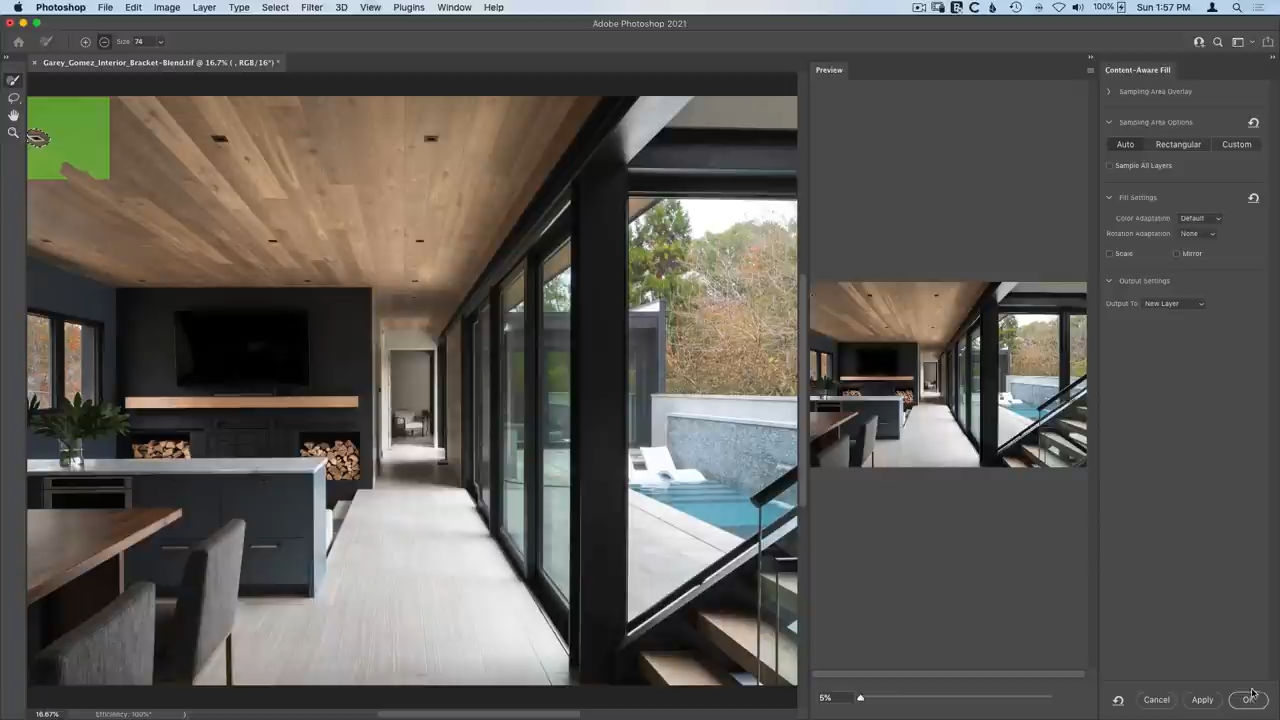 Photoshop File Edit Image Layer Type Select Filter 3D View Plugins Window Help 100% Sun 1:57 PM
Adobe Photoshop 2021
Size: 74
Garey_Gomez_Interior_Bracket-Blend.tif @ 16.7% ( , RGB/16*) *
Preview
Content-Aware Fill
Sampling Area Overlay
Sampling Area Options
Auto Rectangular Custom
Sample All Layers
Fill Settings
Color Adaptation Default
Rotation Adaptation None
Scale Mirror
Output Settings
Output To New Layer
5%
Cancel Apply OK
16.67% Efficiency: 100%*